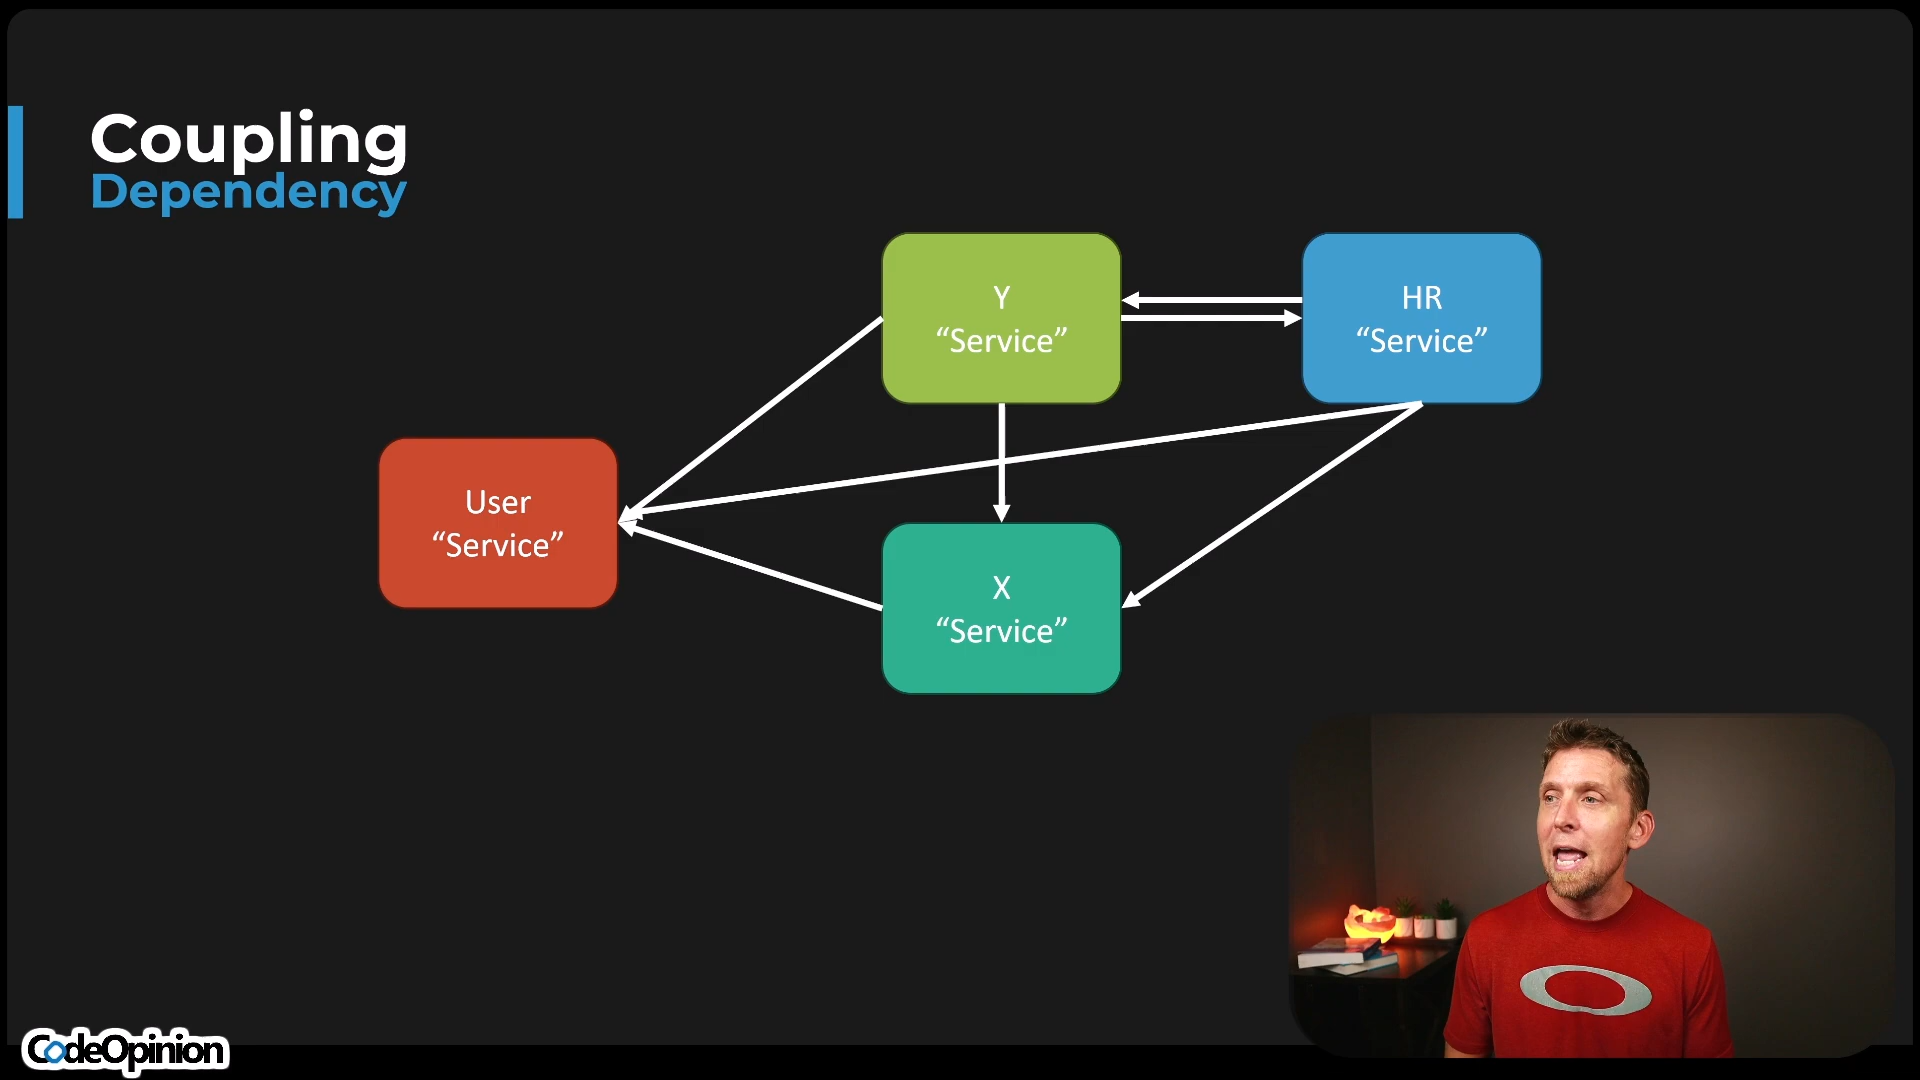 Coupling
Dependency
Y
“Service”
HR
“Service”
User
“Service”
X
“Service”
CodeOpinion